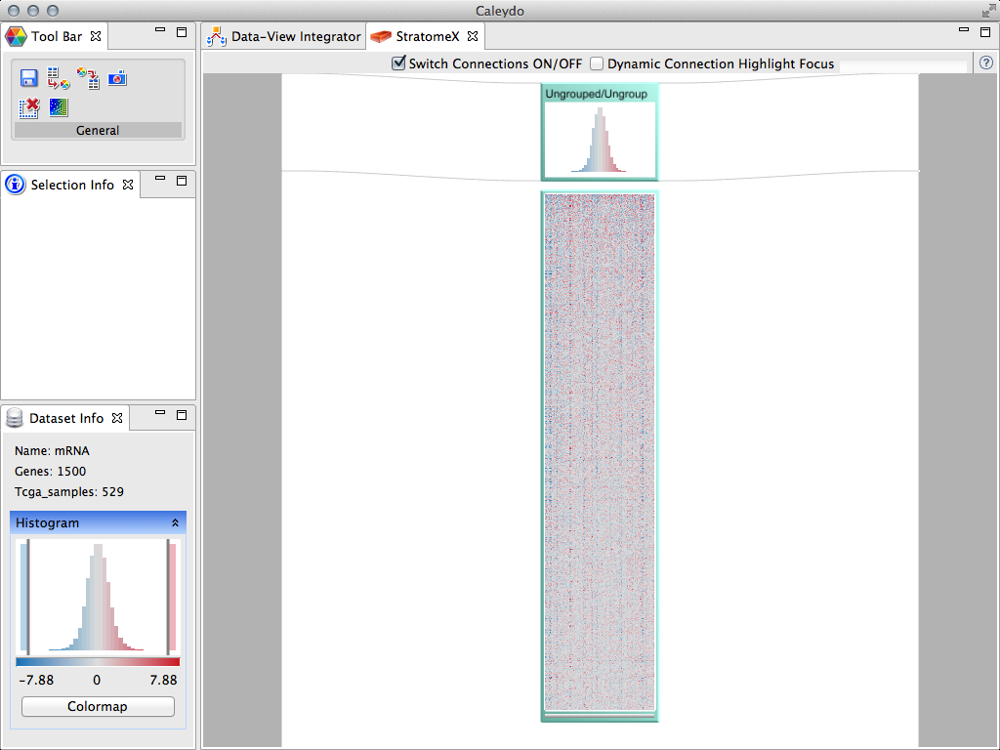 Caleydo
Tool Bar
General
Selection Info
Dataset Info
Name: mRNA
Genes: 1500
Tcga_samples: 529
Histogram
-7.88 0 7.88
Colormap
Data-View Integrator StratomeX
Switch Connections ON/OFF Dynamic Connection Highlight Focus
?
Ungrouped/Ungroup